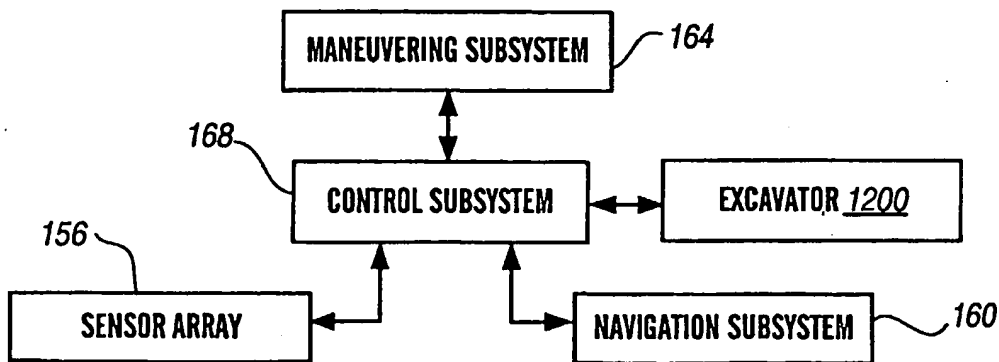 MANEUVERING SUBSYSTEM
164
168
CONTROL SUBSYSTEM
EXCAVATOR 1200
156
SENSOR ARRAY
NAVIGATION SUBSYSTEM
160